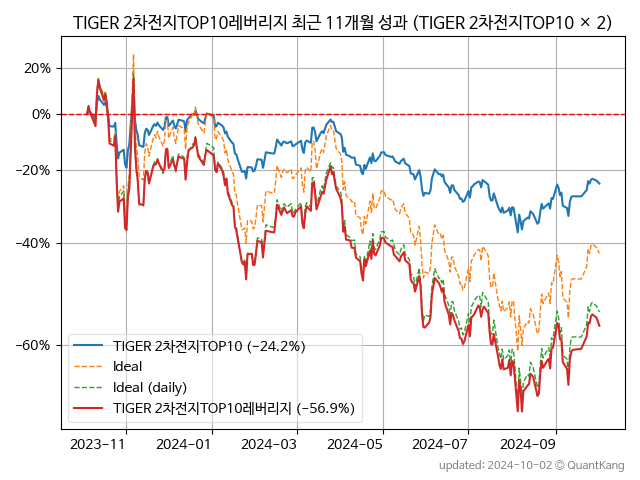 TIGER 2차전지TOP10레버리지 최근 11개월 성과 (TIGER 2차전지TOP10 × 2)
20%
0%
−20%
−40%
−60%
TIGER 2차전지TOP10 (−24.2%)
Ideal
Ideal (daily)
TIGER 2차전지TOP10레버리지 (−56.9%)
2023−11 2024−01 2024−03 2024−05 2024−07 2024−09
updated: 2024-10-02 © QuantKang